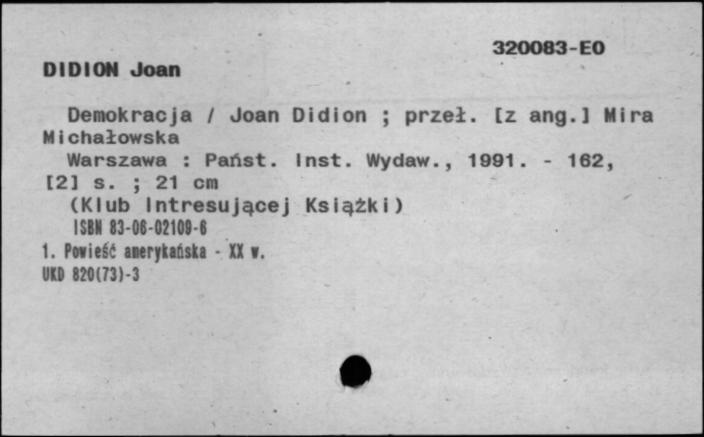 320083-EO
DIDION Joan
Demokracja / Joan Didion ; przeł. [z ang.] Mira
Michałowska
Warszawa : Państ. Inst. Wydaw., 1991. - 162,
[2] s. ; 21 cm
(Klub Intresującej Książki)
ISBN 83-06-02109-6
1. Powieść amerykańska - XX w.
UKD 820(73)-3